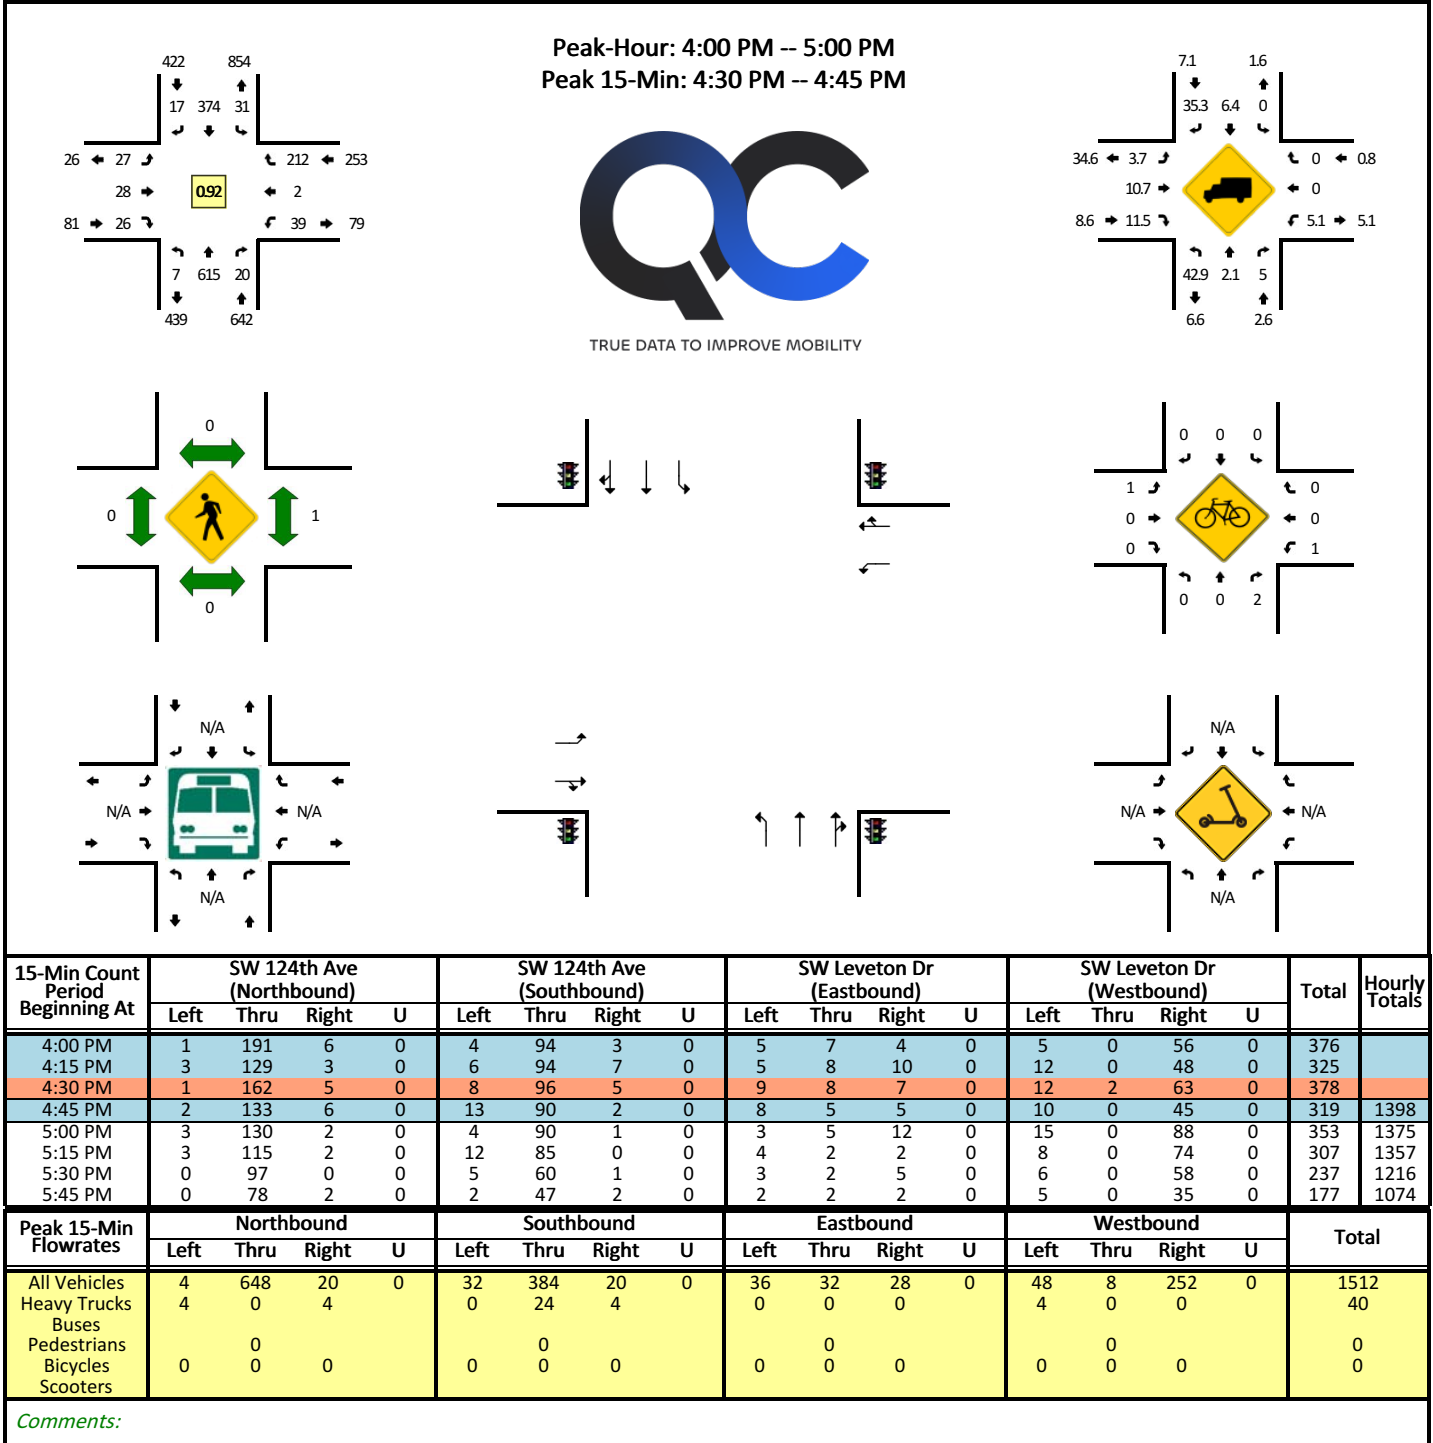 Peak-Hour: 4:00 PM -- 5:00 PM
Peak 15-Min: 4:30 PM -- 4:45 PM
422 854
17 374 31
26 27 212 253
28 0.92 2
81 26 39 79
7 615 20
439 642
QC
TRUE DATA TO IMPROVE MOBILITY
7.1 1.6
35.3 6.4 0
34.6 3.7 0 0.8
10.7 0
8.6 11.5 5.1 5.1
42.9 2.1 5
6.6 2.6
0
0 1
0
0 0 0
1 0
0 0
0 1
0 0 2
N/A
N/A N/A
N/A
N/A
N/A N/A
N/A
15-Min Count Period Beginning At SW 124th Ave (Northbound) SW 124th Ave (Southbound) SW Leveton Dr (Eastbound) SW Leveton Dr (Westbound) Total Hourly Totals
Left Thru Right U Left Thru Right U Left Thru Right U Left Thru Right U
4:00 PM 1 191 6 0 4 94 3 0 5 7 4 0 5 0 56 0 376
4:15 PM 3 129 3 0 6 94 7 0 5 8 10 0 12 0 48 0 325
4:30 PM 1 162 5 0 8 96 5 0 9 8 7 0 12 2 63 0 378
4:45 PM 2 133 6 0 13 90 2 0 8 5 5 0 10 0 45 0 319 1398
5:00 PM 3 130 2 0 4 90 1 0 3 5 12 0 15 0 88 0 353 1375
5:15 PM 3 115 2 0 12 85 0 0 4 2 2 0 8 0 74 0 307 1357
5:30 PM 0 97 0 0 5 60 1 0 3 2 5 0 6 0 58 0 237 1216
5:45 PM 0 78 2 0 2 47 2 0 2 2 2 0 5 0 35 0 177 1074
Peak 15-Min Flowrates Northbound Southbound Eastbound Westbound Total
Left Thru Right U Left Thru Right U Left Thru Right U Left Thru Right U
All Vehicles 4 648 20 0 32 384 20 0 36 32 28 0 48 8 252 0 1512
Heavy Trucks 4 0 4 0 24 4 0 0 0 4 0 0 40
Buses
Pedestrians 0 0 0 0 0
Bicycles 0 0 0 0 0 0 0 0 0 0 0 0 0
Scooters
Comments: